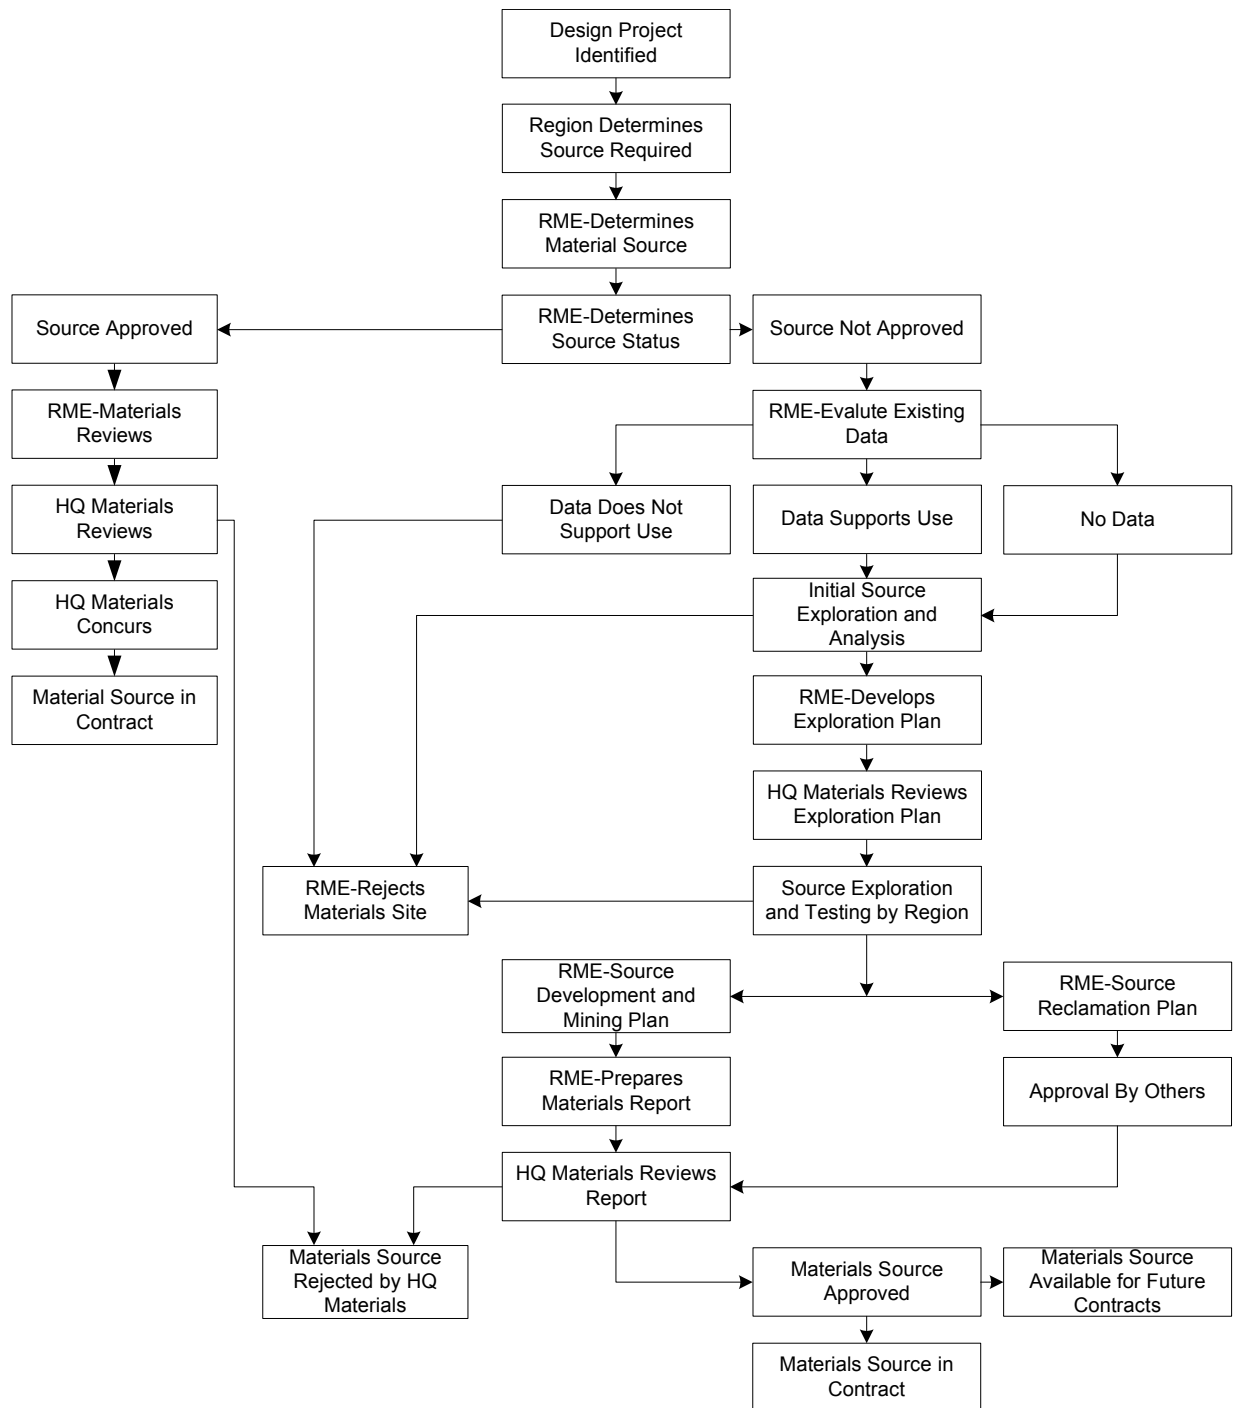 Design Project
Identified
Region Determines
Source Required
RME-Determines
Material Source
Source Approved
RME-Determines
Source Status
Source Not Approved
RME-Materials
Reviews
RME-Evalute Existing
Data
HQ Materials
Reviews
Data Does Not
Support Use
Data Supports Use
No Data
HQ Materials
Concurs
Initial Source
Exploration and
Analysis
Material Source in
Contract
RME-Develops
Exploration Plan
HQ Materials Reviews
Exploration Plan
RME-Rejects
Materials Site
Source Exploration
and Testing by Region
RME-Source
Development and
Mining Plan
RME-Source
Reclamation Plan
RME-Prepares
Materials Report
Approval By Others
HQ Materials Reviews
Report
Materials Source
Rejected by HQ
Materials
Materials Source
Approved
Materials Source
Available for Future
Contracts
Materials Source in
Contract